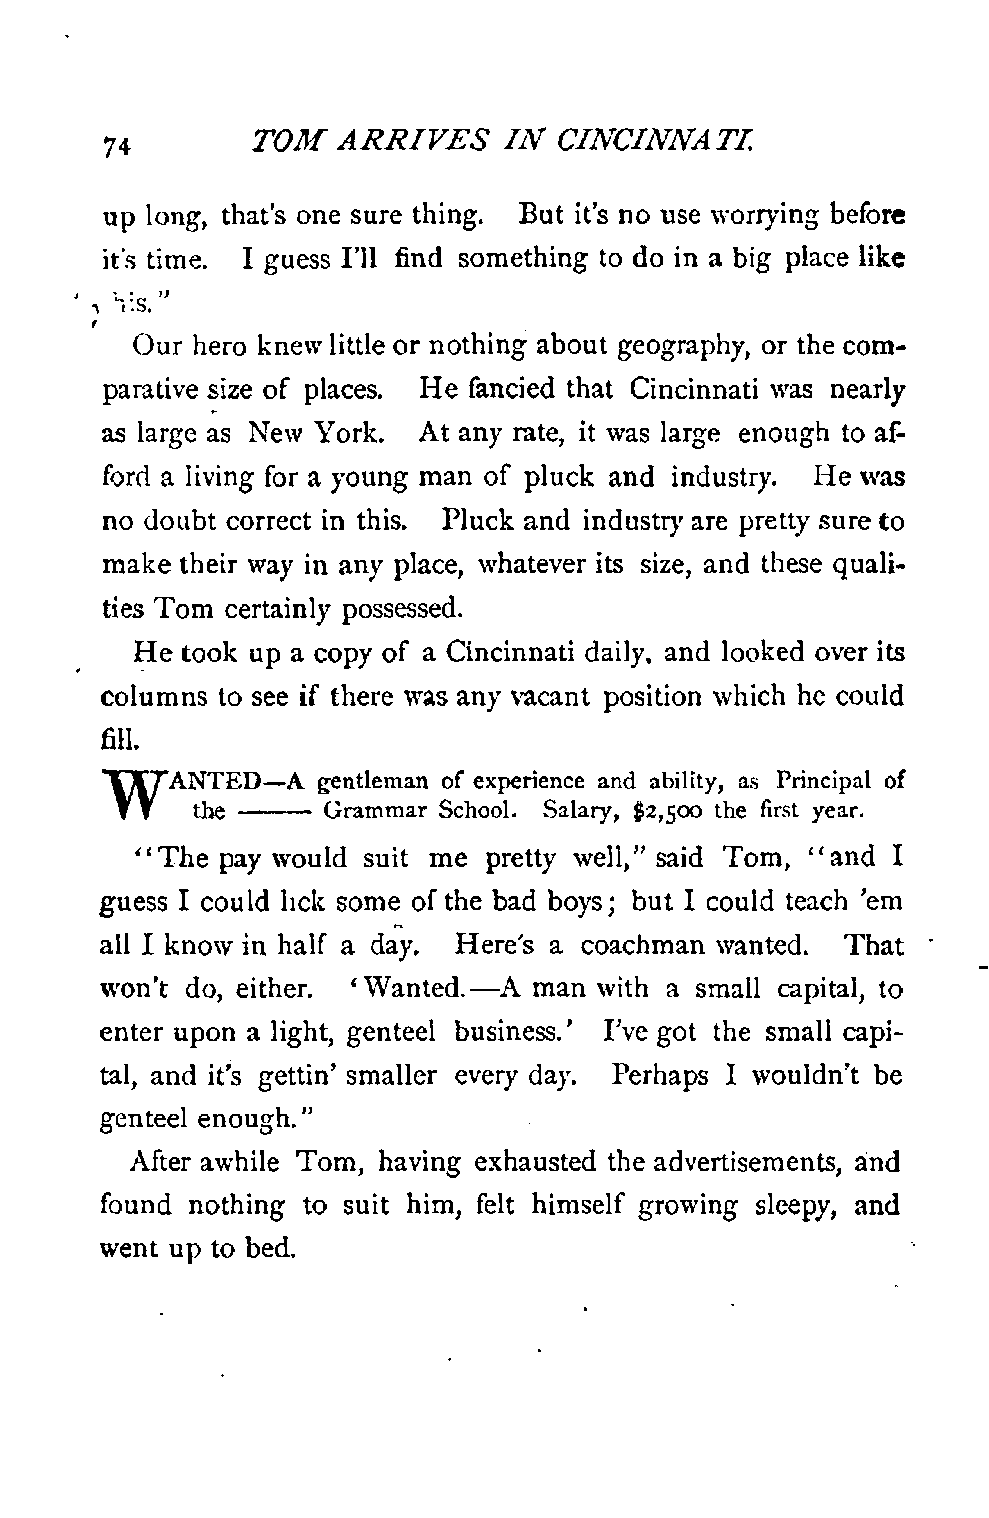 74 TOM ARRIVES IN CINCINNATI.
up long, that's one sure thing. But it's no use worrying before
it's time. I guess I'll find something to do in a big place like
this."
Our hero knew little or nothing about geography, or the com-
parative size of places. He fancied that Cincinnati was nearly
as large as New York. At any rate, it was large enough to af-
ford a living for a young man of pluck and industry. He was
no doubt correct in this. Pluck and industry are pretty sure to
make their way in any place, whatever its size, and these quali-
ties Tom certainly possessed.
He took up a copy of a Cincinnati daily, and looked over its
columns to see if there was any vacant position which he could
fill.
WANTED—A gentleman of experience and ability, as Principal of
the ——— Grammar School. Salary, $2,500 the first year.
"The pay would suit me pretty well," said Tom, "and I
guess I could lick some of the bad boys; but I could teach 'em
all I know in half a day. Here's a coachman wanted. That
won't do, either. 'Wanted.—A man with a small capital, to
enter upon a light, genteel business.' I've got the small capi-
tal, and it's gettin' smaller every day. Perhaps I wouldn't be
genteel enough."
After awhile Tom, having exhausted the advertisements, and
found nothing to suit him, felt himself growing sleepy, and
went up to bed.